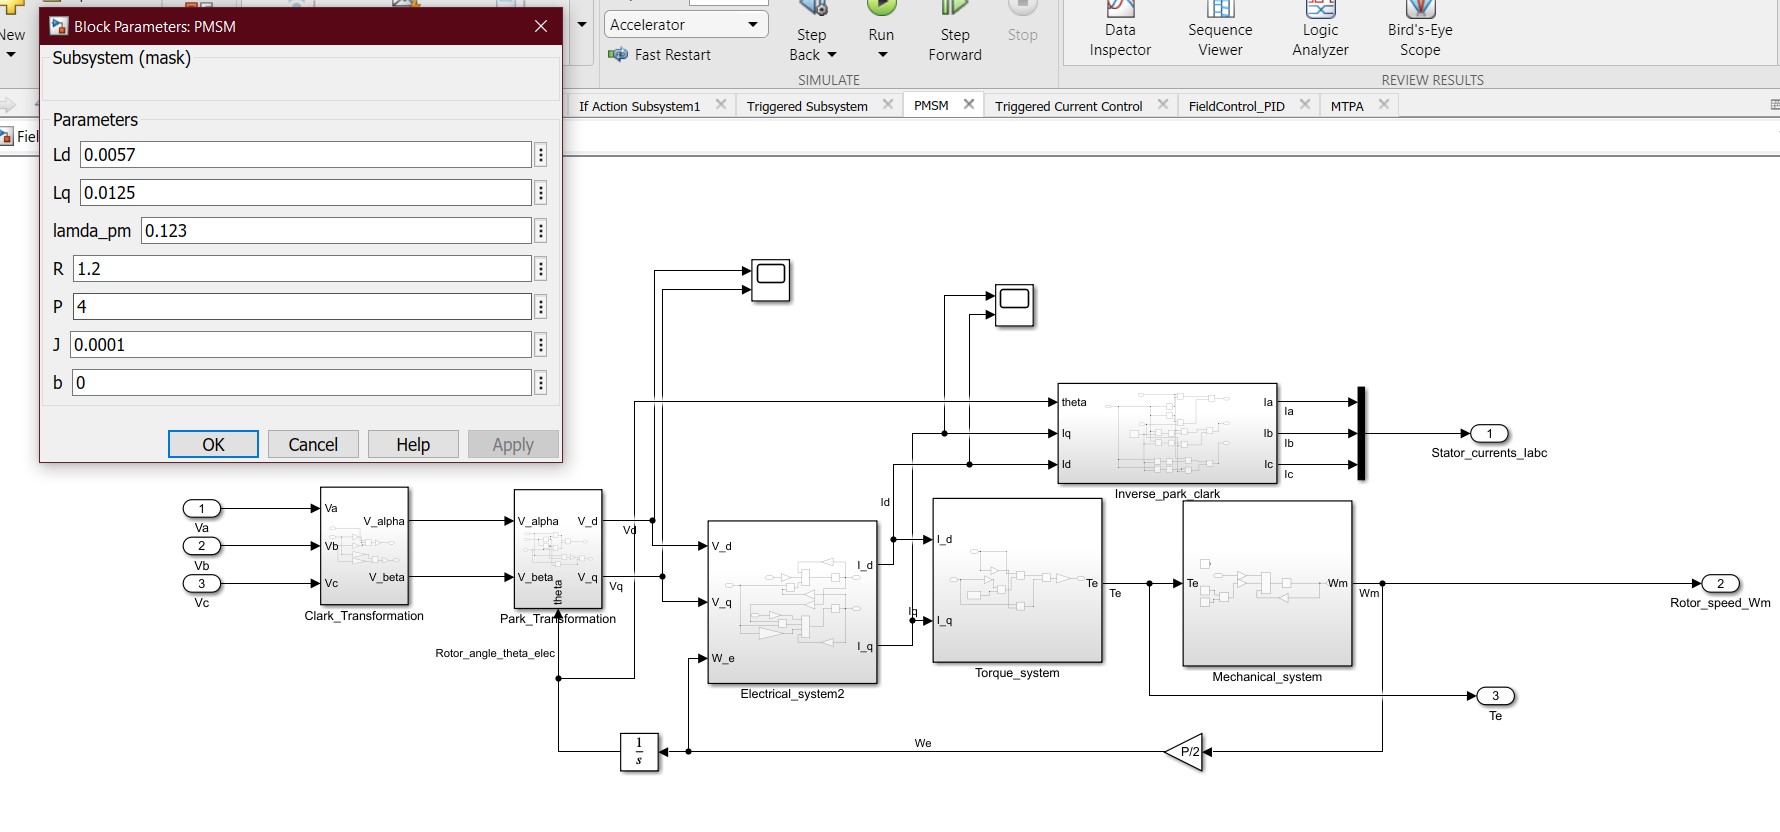 New
Block Parameters: PMSM
Subsystem (mask)
Parameters
Ld 0.0057
Lq 0.0125
lamda_pm 0.123
R 1.2
P 4
J 0.0001
b 0
OK Cancel Help Apply
Accelerator
Fast Restart
Step Back
Run
Step Forward
Stop
SIMULATE
Data Inspector
Sequence Viewer
Logic Analyzer
Bird's-Eye Scope
REVIEW RESULTS
If Action Subsystem1
Triggered Subsystem
PMSM
Triggered Current Control
FieldControl_PID
MTPA
Fiel
1
Va
2
Vb
3
Vc
Va
Vb
Vc
V_alpha
V_beta
Clark_Transformation
V_alpha
V_beta
theta
V_d
V_q
Park_Transformation
Vd
Vq
Rotor_angle_theta_elec
V_d
V_q
W_e
I_d
I_q
Electrical_system2
Id
Iq
I_d
I_q
Te
Torque_system
Te
theta
Iq
Id
Ia
Ib
Ic
Inverse_park_clark
Ia
Ib
Ic
1
Stator_currents_Iabc
Te
Wm
Mechanical_system
Wm
2
Rotor_speed_Wm
3
Te
P/2
We
1
s